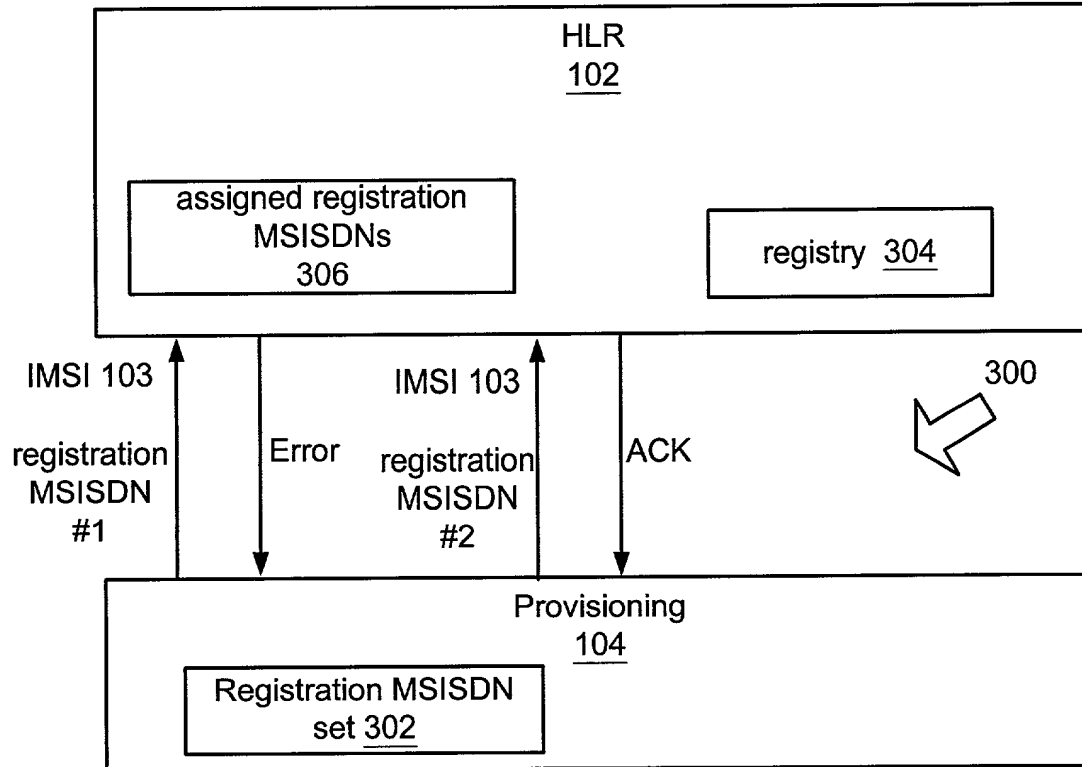 HLR
102
assigned registration
MSISDNs
306
registry 304
IMSI 103
registration
MSISDN
#1
Error
IMSI 103
registration
MSISDN
#2
ACK
300
Provisioning
104
Registration MSISDN
set 302